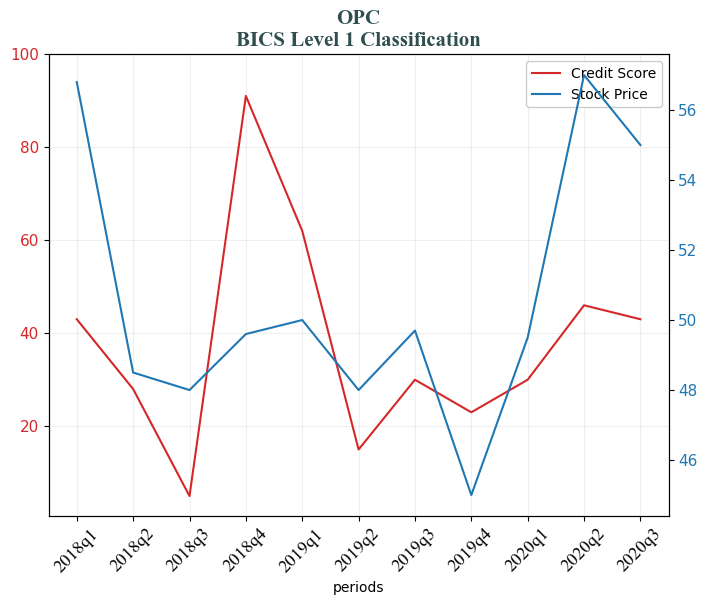 OPC
BICS Level 1 Classification
100
80
60
40
20
Credit Score
Stock Price
56
54
52
50
48
46
2018q1
2018q2
2018q3
2018q4
2019q1
2019q2
2019q3
2019q4
2020q1
2020q2
2020q3
periods